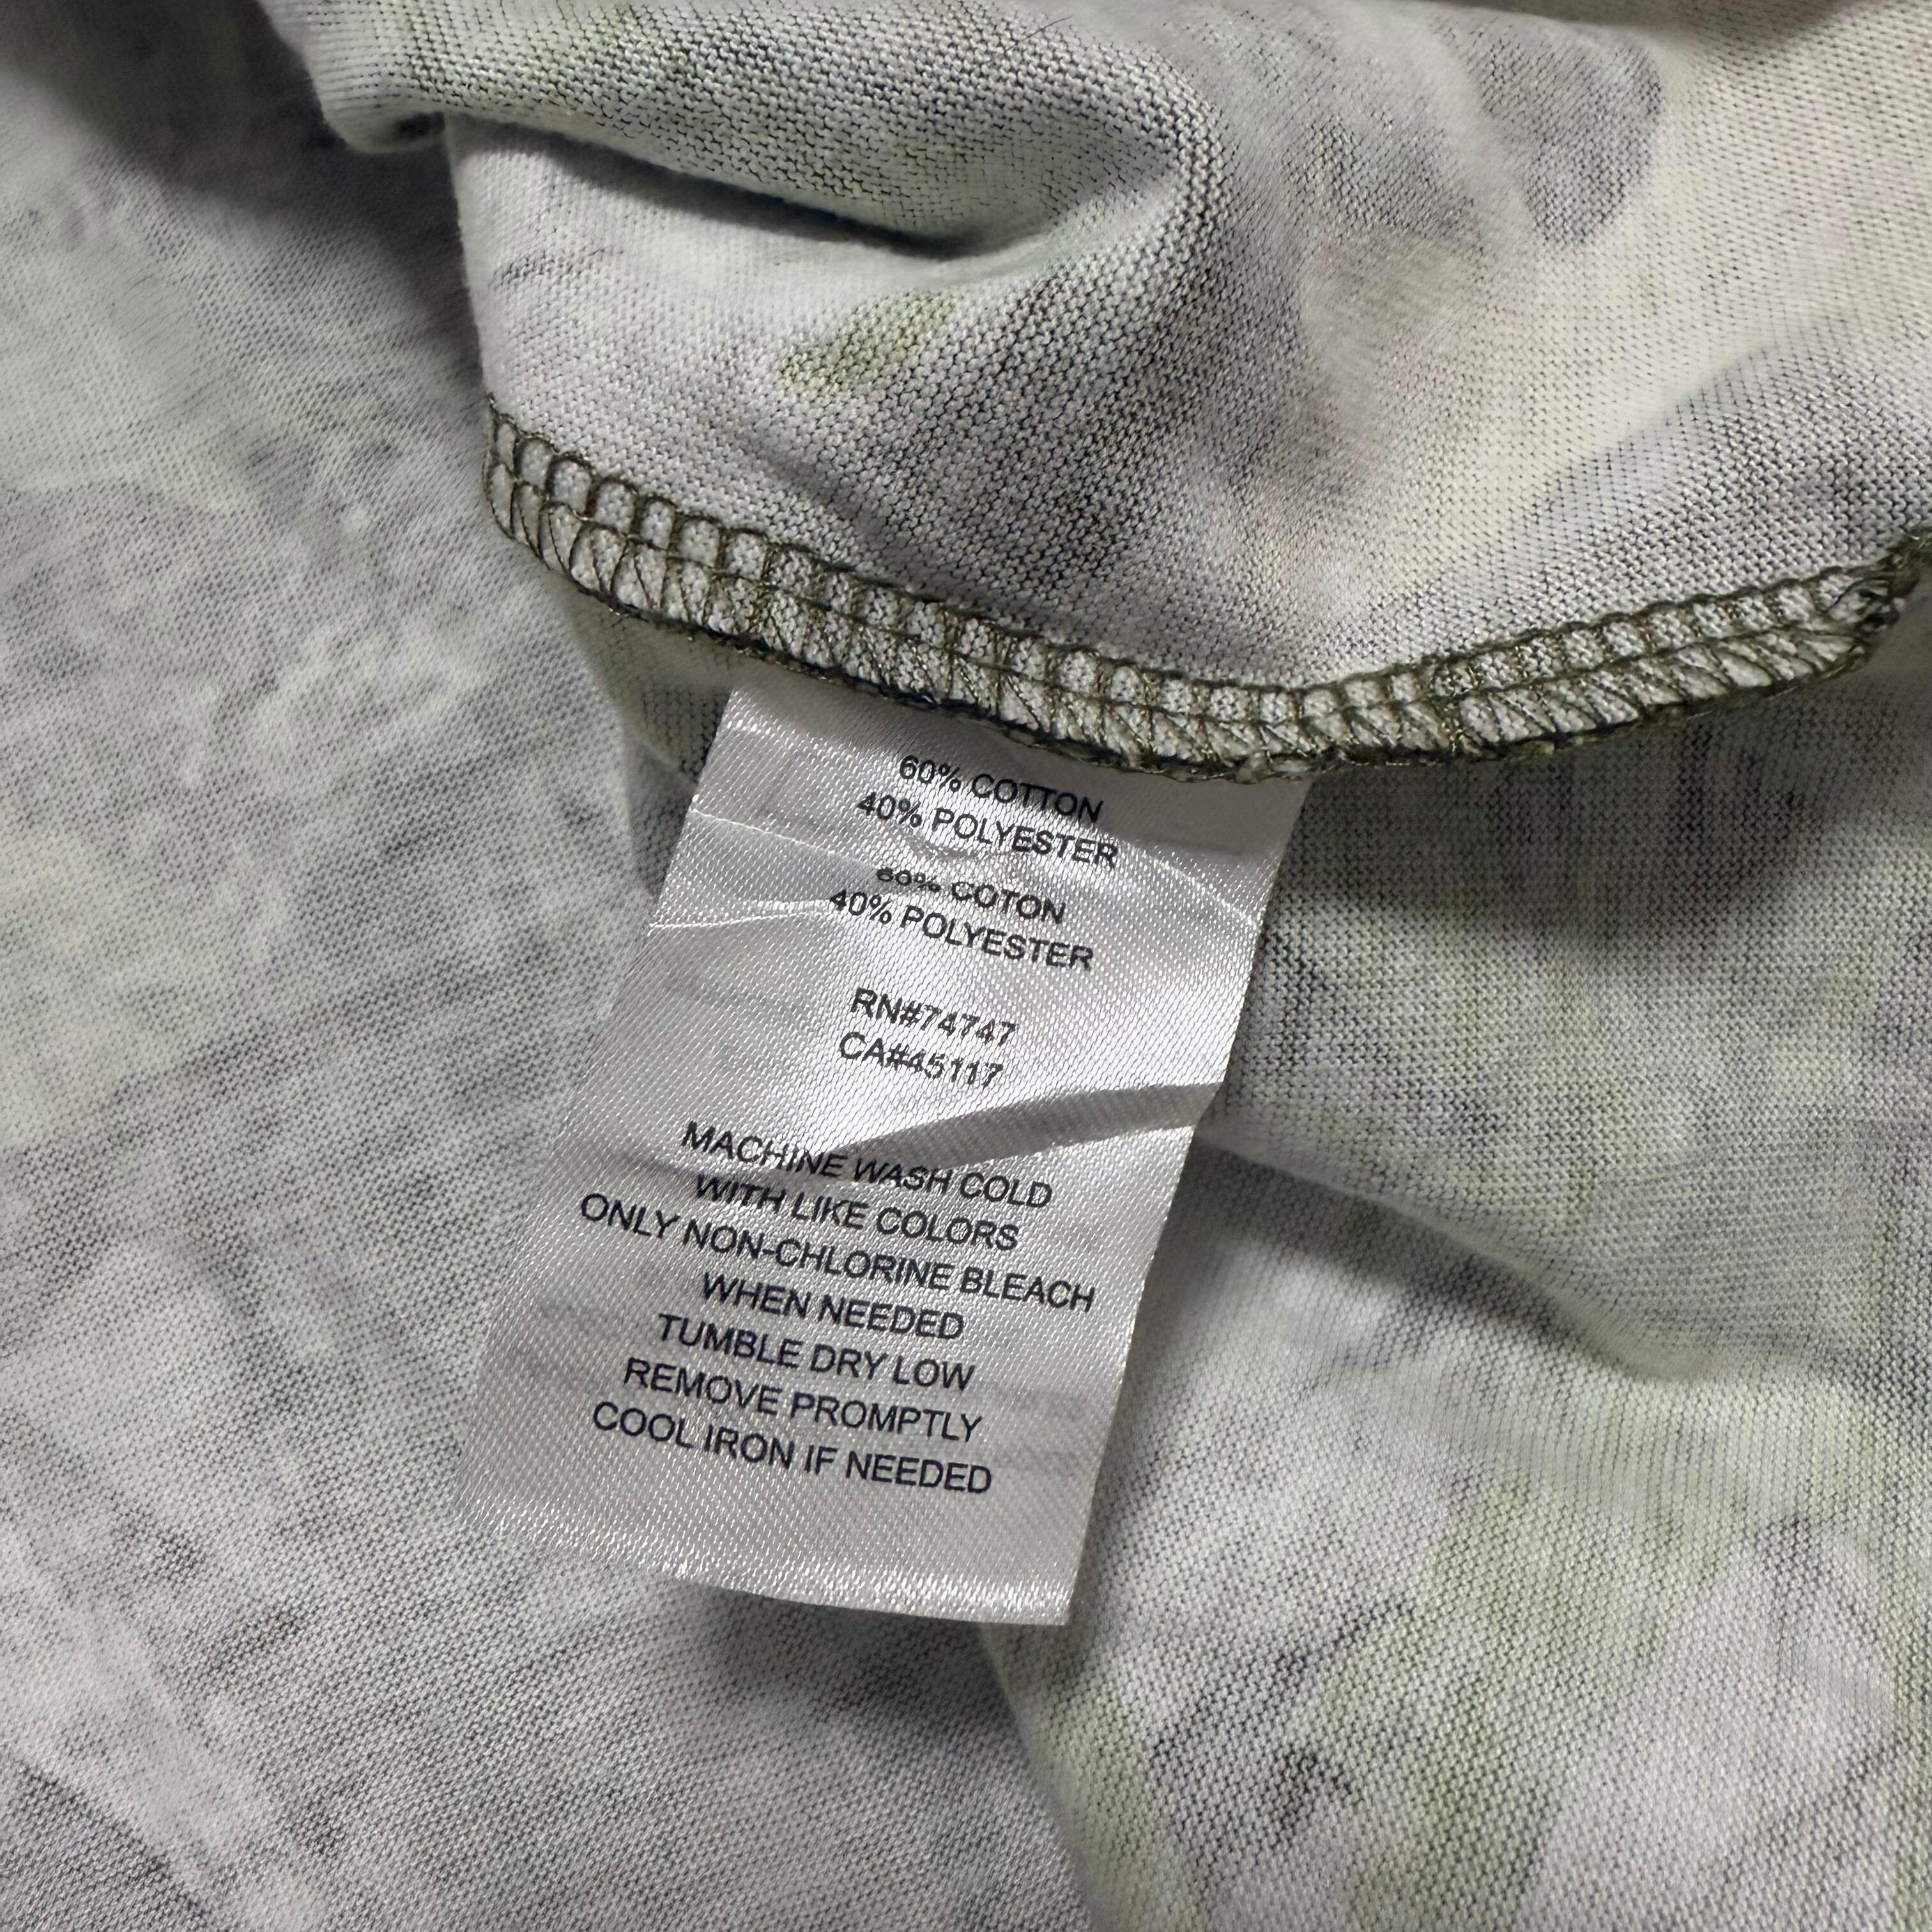 60% COTTON
40% POLYESTER
60% COTON
40% POLYESTER
RN#74747
CA#45117
MACHINE WASH COLD
WITH LIKE COLORS
ONLY NON-CHLORINE BLEACH
WHEN NEEDED
TUMBLE DRY LOW
REMOVE PROMPTLY
COOL IRON IF NEEDED